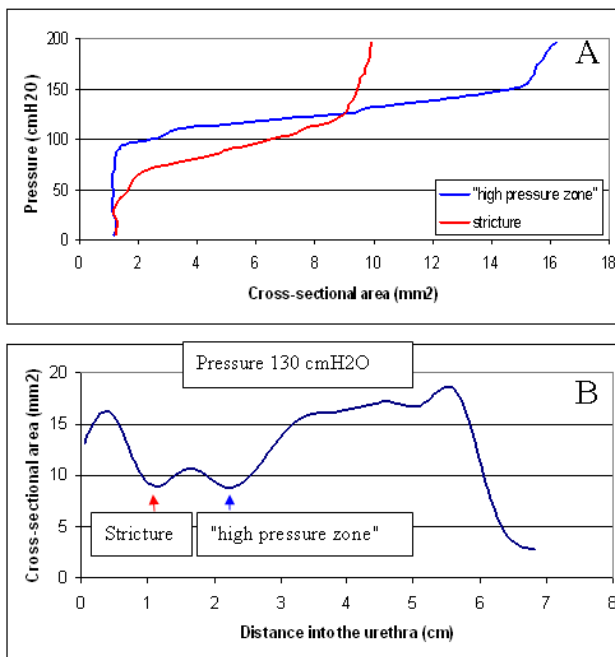 A
200
150
100
50
0
Pressure (cmH2O)
"high pressure zone"
stricture
0 2 4 6 8 10 12 14 16 18
Cross-sectional area (mm2)
Pressure 130 cmH2O
B
20
15
10
5
0
Cross-sectional area (mm2)
Stricture
"high pressure zone"
0 1 2 3 4 5 6 7 8
Distance into the urethra (cm)